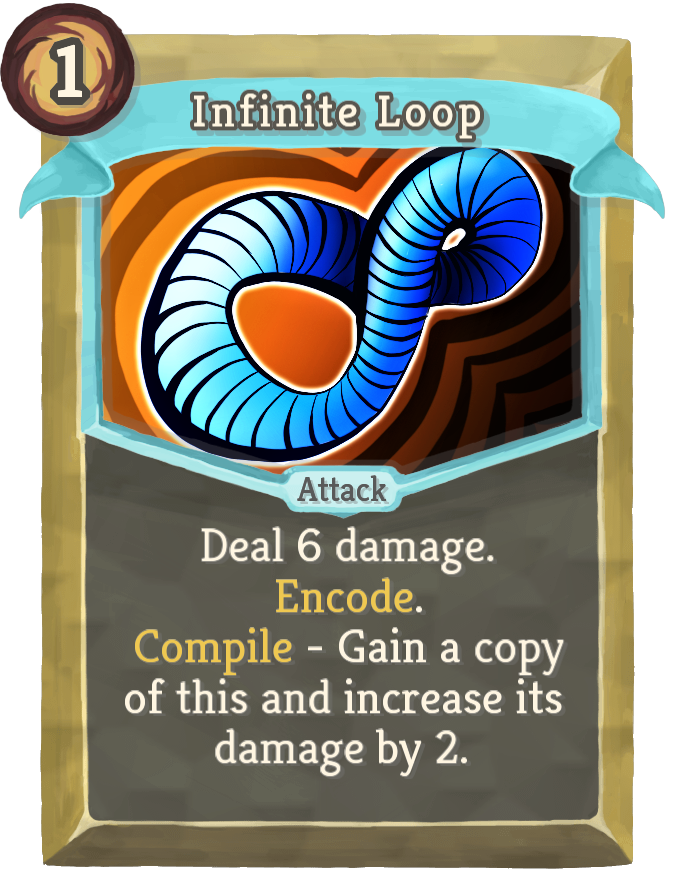 1
Infinite Loop
Attack
Deal 6 damage.
Encode.
Compile - Gain a copy
of this and increase its
damage by 2.